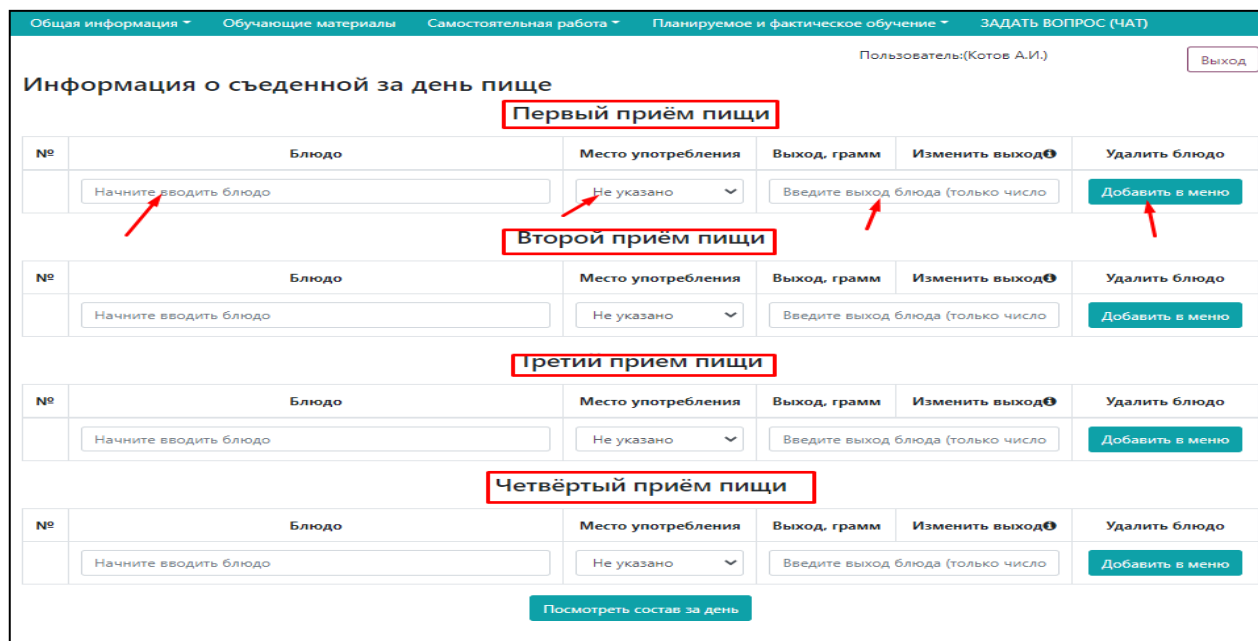 Общая информация Обучающие материалы Самостоятельная работа Планируемое и фактическое обучение ЗАДАТЬ ВОПРОС (ЧАТ)
Пользователь:(Котов А.И.)
Выход
Информация о съеденной за день пище
Первый приём пищи
№ Блюдо Место употребления Выход, грамм Изменить выход Удалить блюдо
Начните вводить блюдо Не указано Введите выход блюда (только число Добавить в меню
Второй приём пищи
№ Блюдо Место употребления Выход, грамм Изменить выход Удалить блюдо
Начните вводить блюдо Не указано Введите выход блюда (только число Добавить в меню
Третий приём пищи
№ Блюдо Место употребления Выход, грамм Изменить выход Удалить блюдо
Начните вводить блюдо Не указано Введите выход блюда (только число Добавить в меню
Четвёртый приём пищи
№ Блюдо Место употребления Выход, грамм Изменить выход Удалить блюдо
Начните вводить блюдо Не указано Введите выход блюда (только число Добавить в меню
Посмотреть состав за день